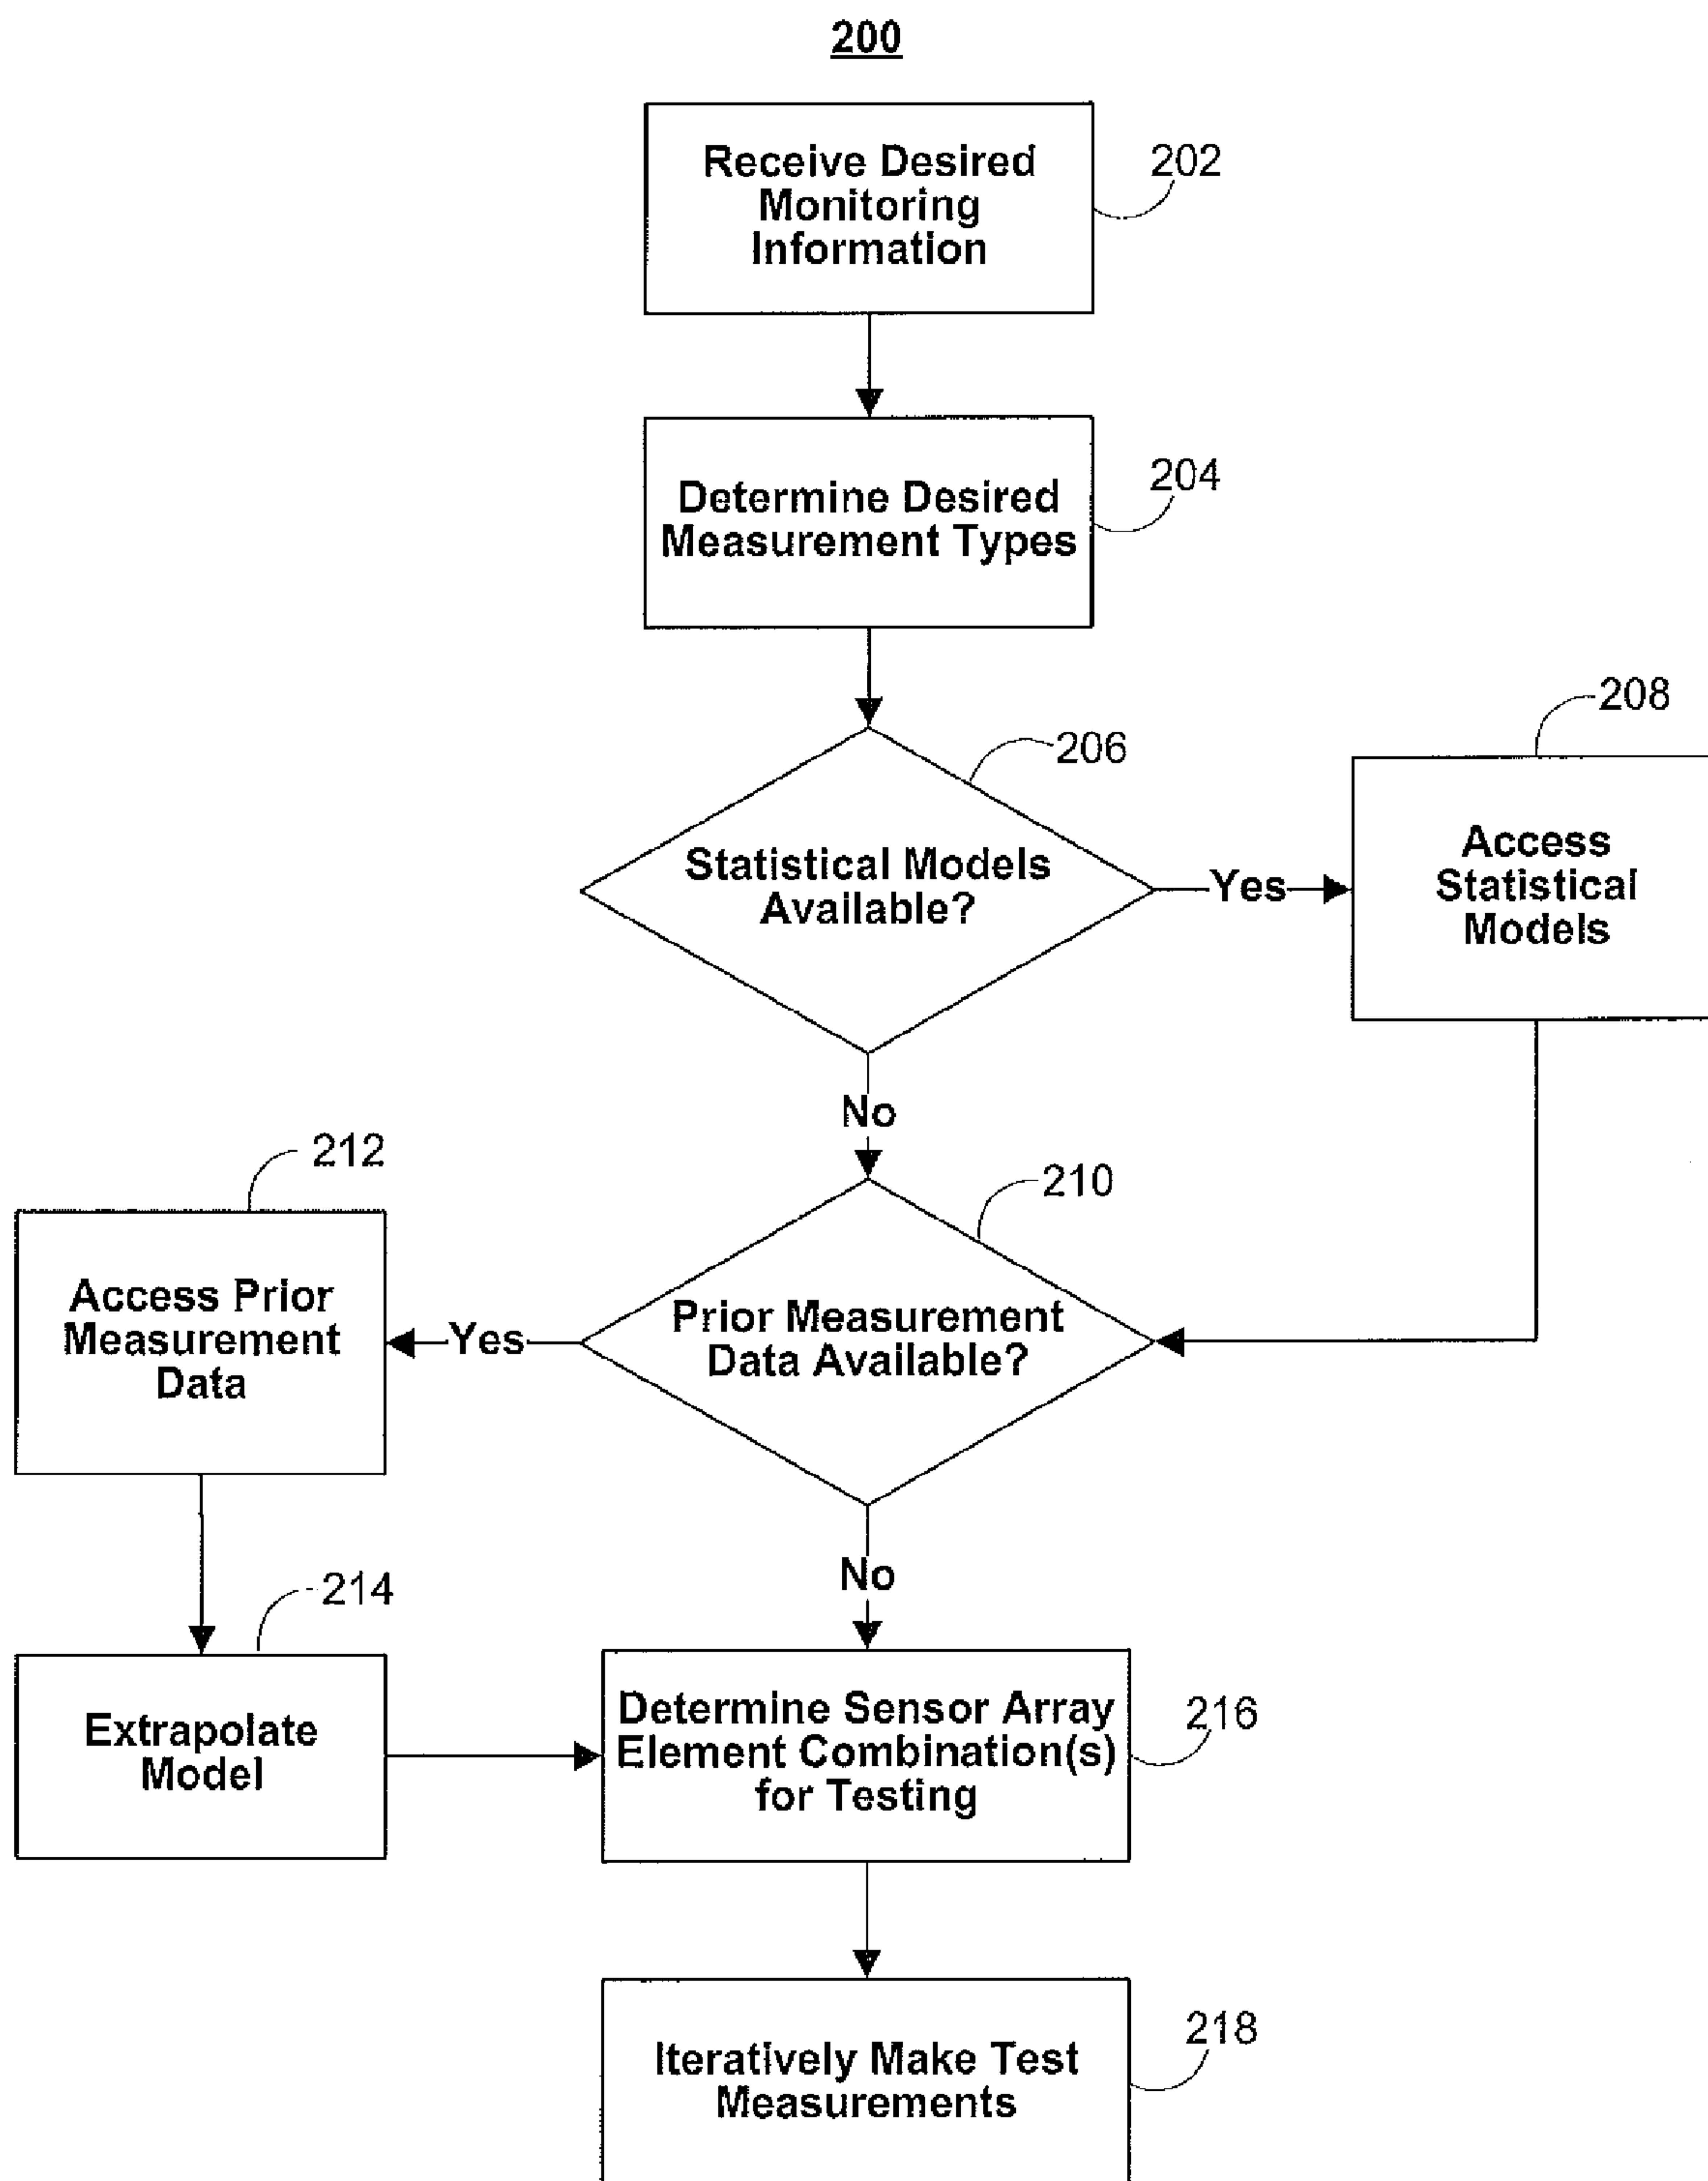 200
Receive Desired
Monitoring
Information
202
Determine Desired
Measurement Types
204
206
Statistical Models
Available?
Yes
208
Access
Statistical
Models
No
212
210
Access Prior
Measurement
Data
Yes
Prior Measurement
Data Available?
No
214
Extrapolate
Model
Determine Sensor Array
Element Combination(s)
for Testing
216
Iteratively Make Test
Measurements
218